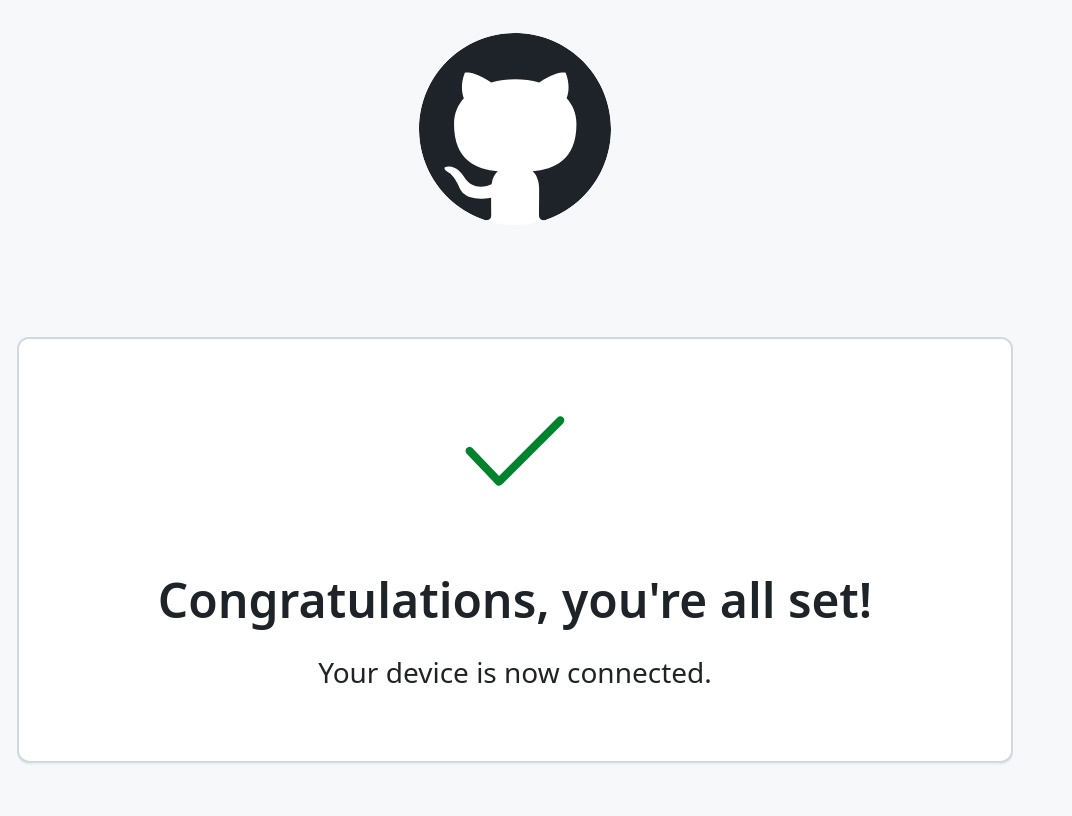 Congratulations, you're all set!
Your device is now connected.